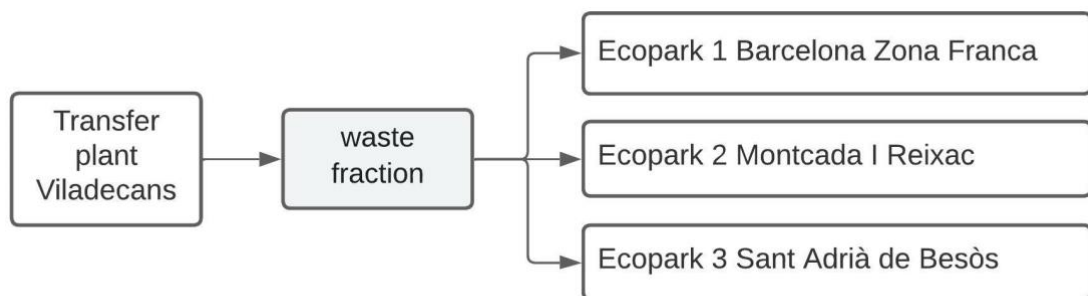 Transfer
plant
Viladecans
waste
fraction
Ecopark 1 Barcelona Zona Franca
Ecopark 2 Montcada I Reixac
Ecopark 3 Sant Adrià de Besòs